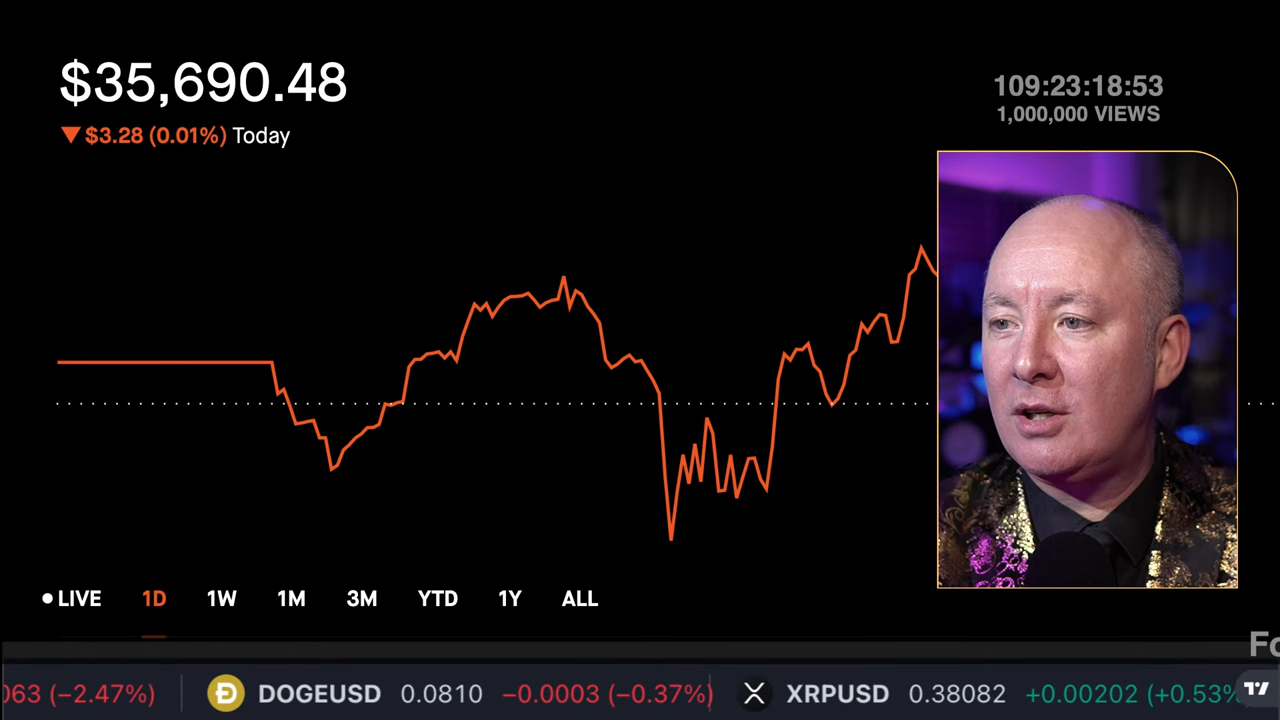 $35,690.48
▼$3.28 (0.01%) Today
109:23:18:53
1,000,000 VIEWS
LIVE 1D 1W 1M 3M YTD 1Y ALL
063 (−2.47%) DOGEUSD 0.0810 −0.0003 (−0.37%) XRPUSD 0.38082 +0.00202 (+0.53%